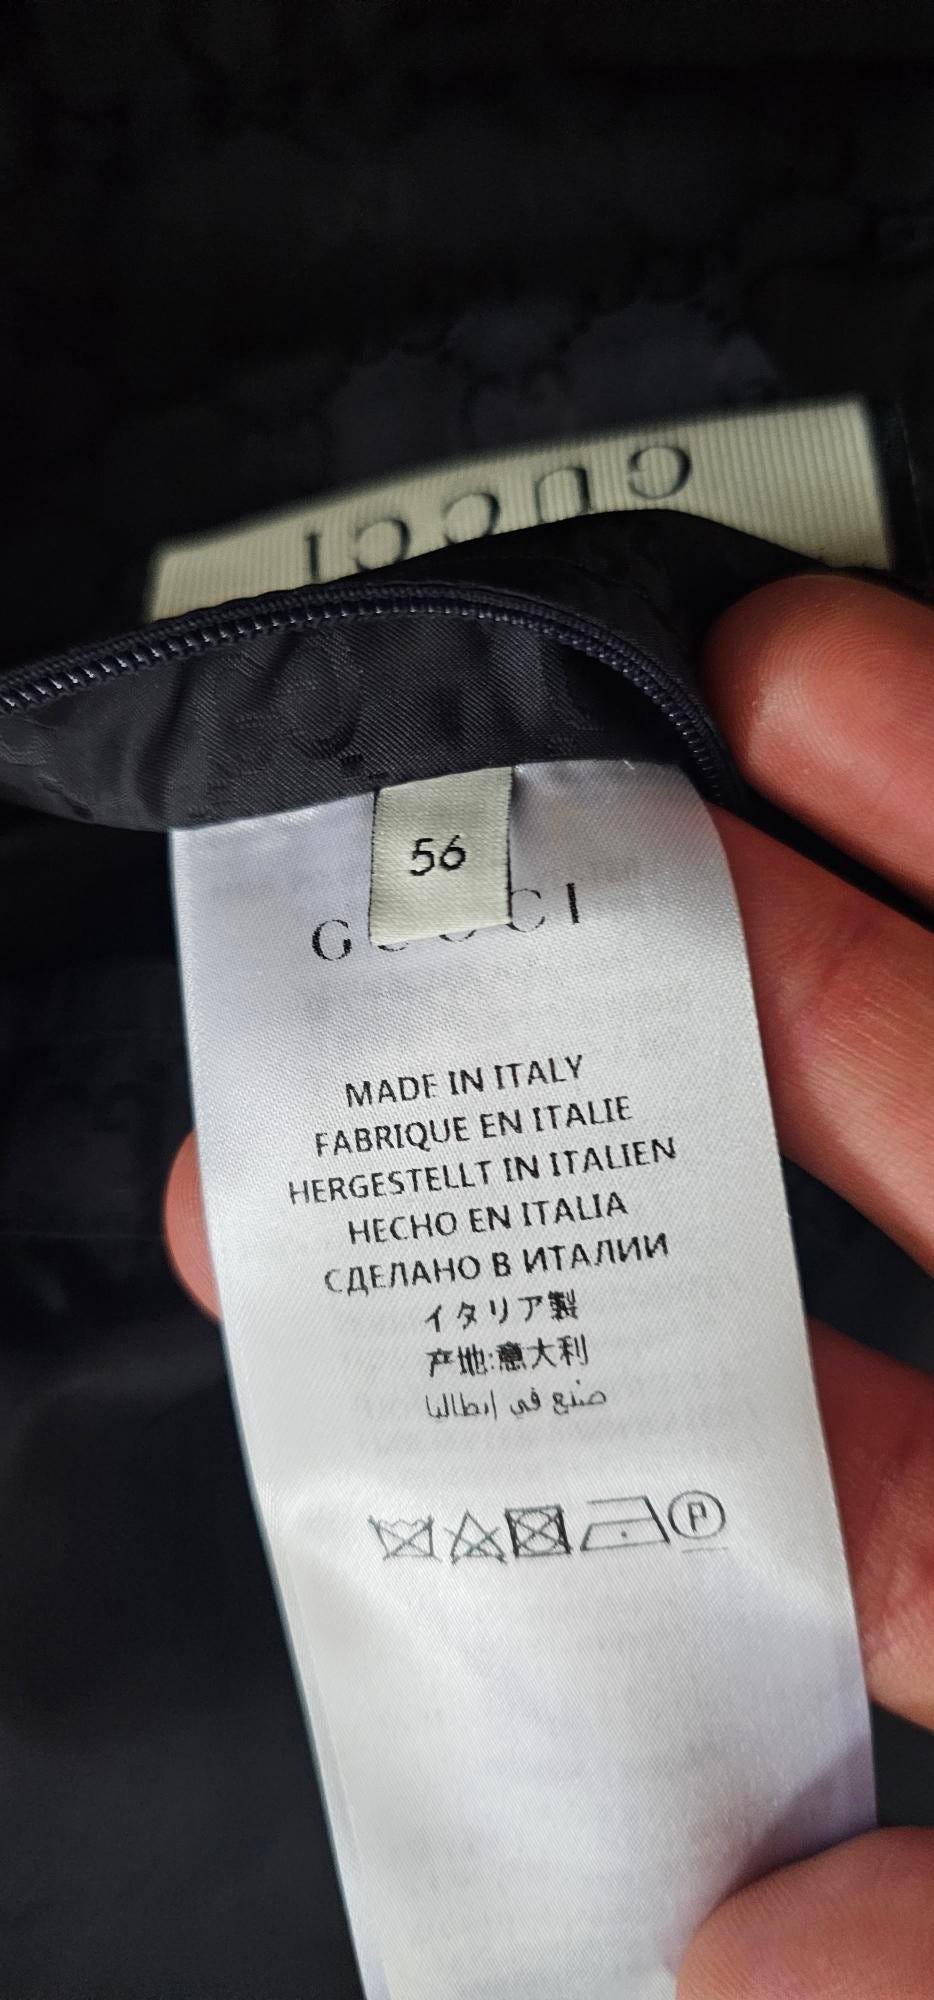 GUCCI
56
GUCCI
MADE IN ITALY
FABRIQUE EN ITALIE
HERGESTELLT IN ITALIEN
HECHO EN ITALIA
СДЕЛАНО В ИТАЛИИ
イタリア製
产地:意大利
صنع في إيطاليا
P